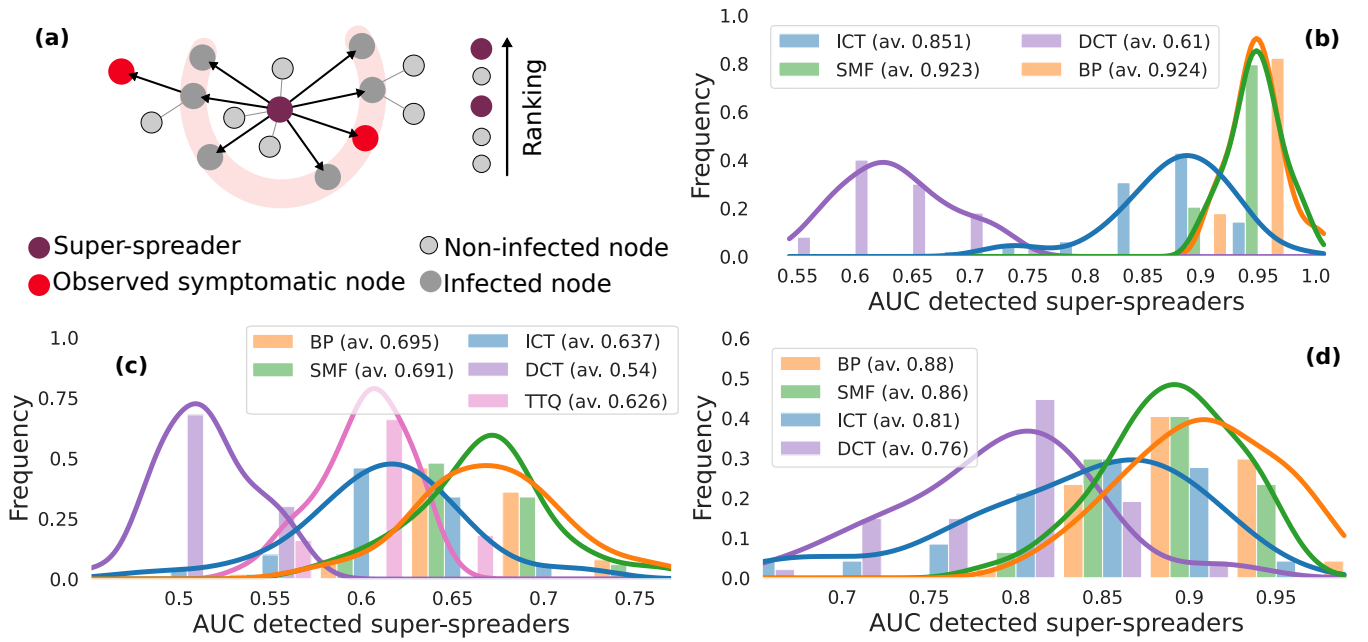 (a)
Ranking
Super-spreader
Observed symptomatic node
Non-infected node
Infected node
(b)
ICT (av. 0.851)
SMF (av. 0.923)
DCT (av. 0.61)
BP (av. 0.924)
Frequency
1.0
0.8
0.6
0.4
0.2
0.0
0.55 0.6 0.65 0.7 0.75 0.8 0.85 0.9 0.95 1.0
AUC detected super-spreaders
(c)
BP (av. 0.695)
SMF (av. 0.691)
ICT (av. 0.637)
DCT (av. 0.54)
TTQ (av. 0.626)
Frequency
1.0
0.75
0.5
0.25
0.0
0.5 0.55 0.6 0.65 0.7 0.75
AUC detected super-spreaders
(d)
BP (av. 0.88)
SMF (av. 0.86)
ICT (av. 0.81)
DCT (av. 0.76)
Frequency
0.6
0.5
0.4
0.3
0.2
0.1
0.0
0.7 0.75 0.8 0.85 0.9 0.95
AUC detected super-spreaders